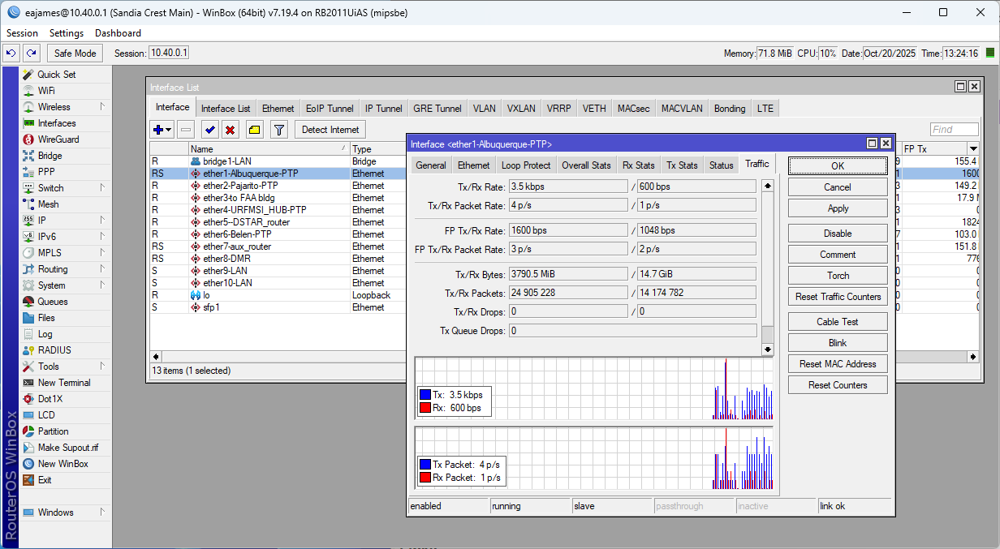 eajames@10.40.0.1 (Sandia Crest Main) - WinBox (64bit) v7.19.4 on RB2011UiAS (mipsbe)
Session Settings Dashboard
Safe Mode Session: 10.40.0.1 Memory: 71.8 MiB CPU: 10% Date: Oct/20/2025 Time: 13:24:16
Quick Set
WiFi
Wireless
Interfaces
WireGuard
Bridge
PPP
Switch
Mesh
IP
IPv6
MPLS
Routing
System
Queues
Files
Log
RADIUS
Tools
New Terminal
Dot1X
LCD
Partition
Make Supout.rif
New WinBox
Exit
Windows
RouterOS WinBox
Interface List
Interface Interface List Ethernet EoIP Tunnel IP Tunnel GRE Tunnel VLAN VXLAN VRRP VETH MACsec MACVLAN Bonding LTE
Detect Internet Find
Name Type FP Tx
R bridge1-LAN Bridge 155.4
RS ether1-Albuquerque-PTP Ethernet 1600
R ether2-Pajarito-PTP Ethernet 149.2
R ether3-to FAA bldg Ethernet 17.9
R ether4-URFMSI_HUB-PTP Ethernet 0
R ether5--DSTAR_router Ethernet 1824
R ether6-Belen-PTP Ethernet 103.0
RS ether7-aux_router Ethernet 151.8
RS ether8-DMR Ethernet 776
S ether9-LAN Ethernet 0
S ether10-LAN Ethernet 0
R lo Loopback 0
S sfp1 Ethernet 0
13 items (1 selected)
Interface <ether1-Albuquerque-PTP>
General Ethernet Loop Protect Overall Stats Rx Stats Tx Stats Status Traffic
Tx/Rx Rate: 3.5 kbps / 600 bps
Tx/Rx Packet Rate: 4 p/s / 1 p/s
FP Tx/Rx Rate: 1600 bps / 1048 bps
FP Tx/Rx Packet Rate: 3 p/s / 2 p/s
Tx/Rx Bytes: 3790.5 MiB / 14.7 GiB
Tx/Rx Packets: 24 905 228 / 14 174 782
Tx/Rx Drops: 0 / 0
Tx Queue Drops: 0
Tx: 3.5 kbps
Rx: 600 bps
Tx Packet: 4 p/s
Rx Packet: 1 p/s
OK
Cancel
Apply
Disable
Comment
Torch
Reset Traffic Counters
Cable Test
Blink
Reset MAC Address
Reset Counters
enabled running slave passthrough inactive link ok